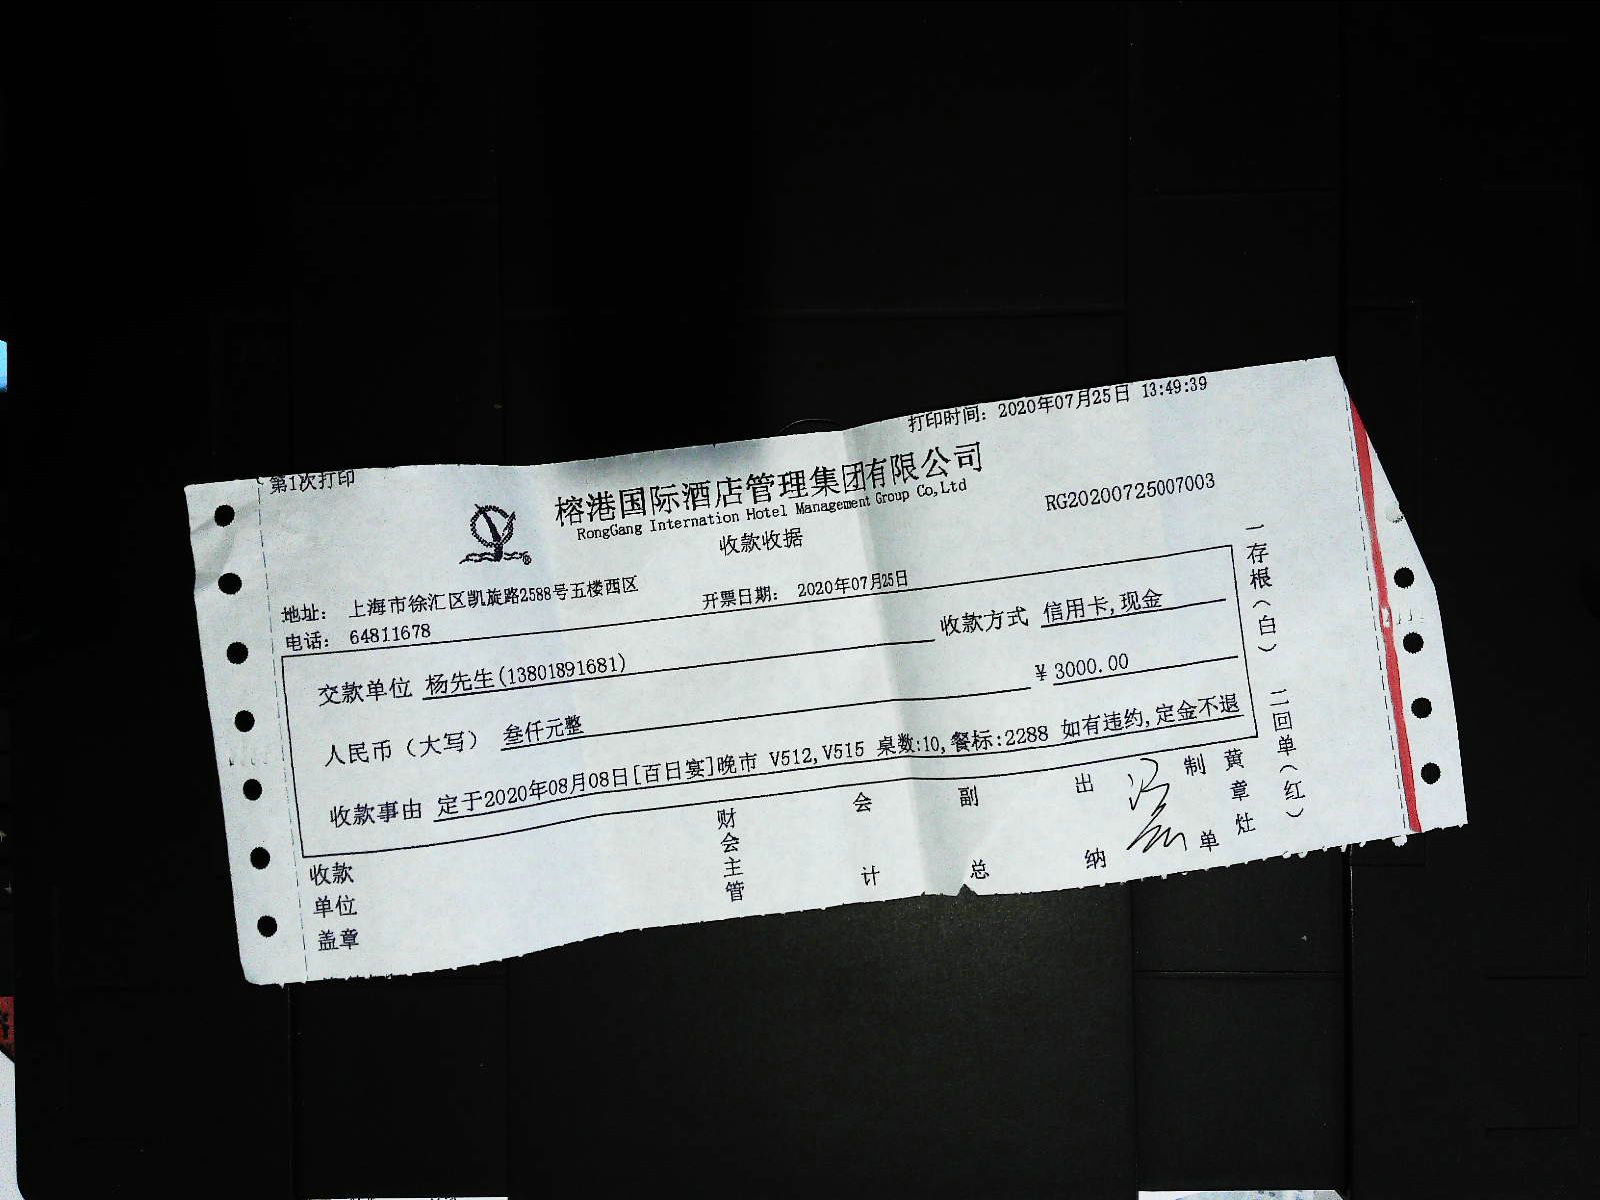 打印时间：2020年07月25日 13:49:39
第1次打印
榕港国际酒店管理集团有限公司
RongGang Internation Hotel Management Group Co,Ltd
RG20200725007003
收款收据
地址： 上海市徐汇区凯旋路2588号五楼西区
开票日期： 2020年07月25日
电话： 64811678
交款单位 杨先生(13801891681)
收款方式 信用卡,现金
人民币（大写） 叁仟元整
¥ 3000.00
收款事由 定于2020年08月08日[百日宴]晚市 V512,V515 桌数:10,餐标:2288 如有违约,定金不退
收款单位盖章
财会主管
会计
副总
出纳
制单
黄章灶
一存根（白）
二回单（红）